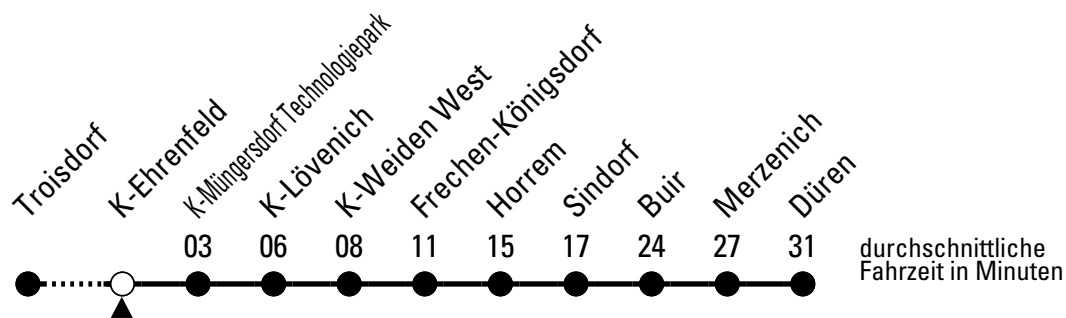 Troisdorf
K-Ehrenfeld
K-Müngersdorf Technologiepark
K-Lövenich
K-Weiden West
Frechen-Königsdorf
Horrem
Sindorf
Buir
Merzenich
Düren
03 06 08 11 15 17 24 27 31
durchschnittliche
Fahrzeit in Minuten